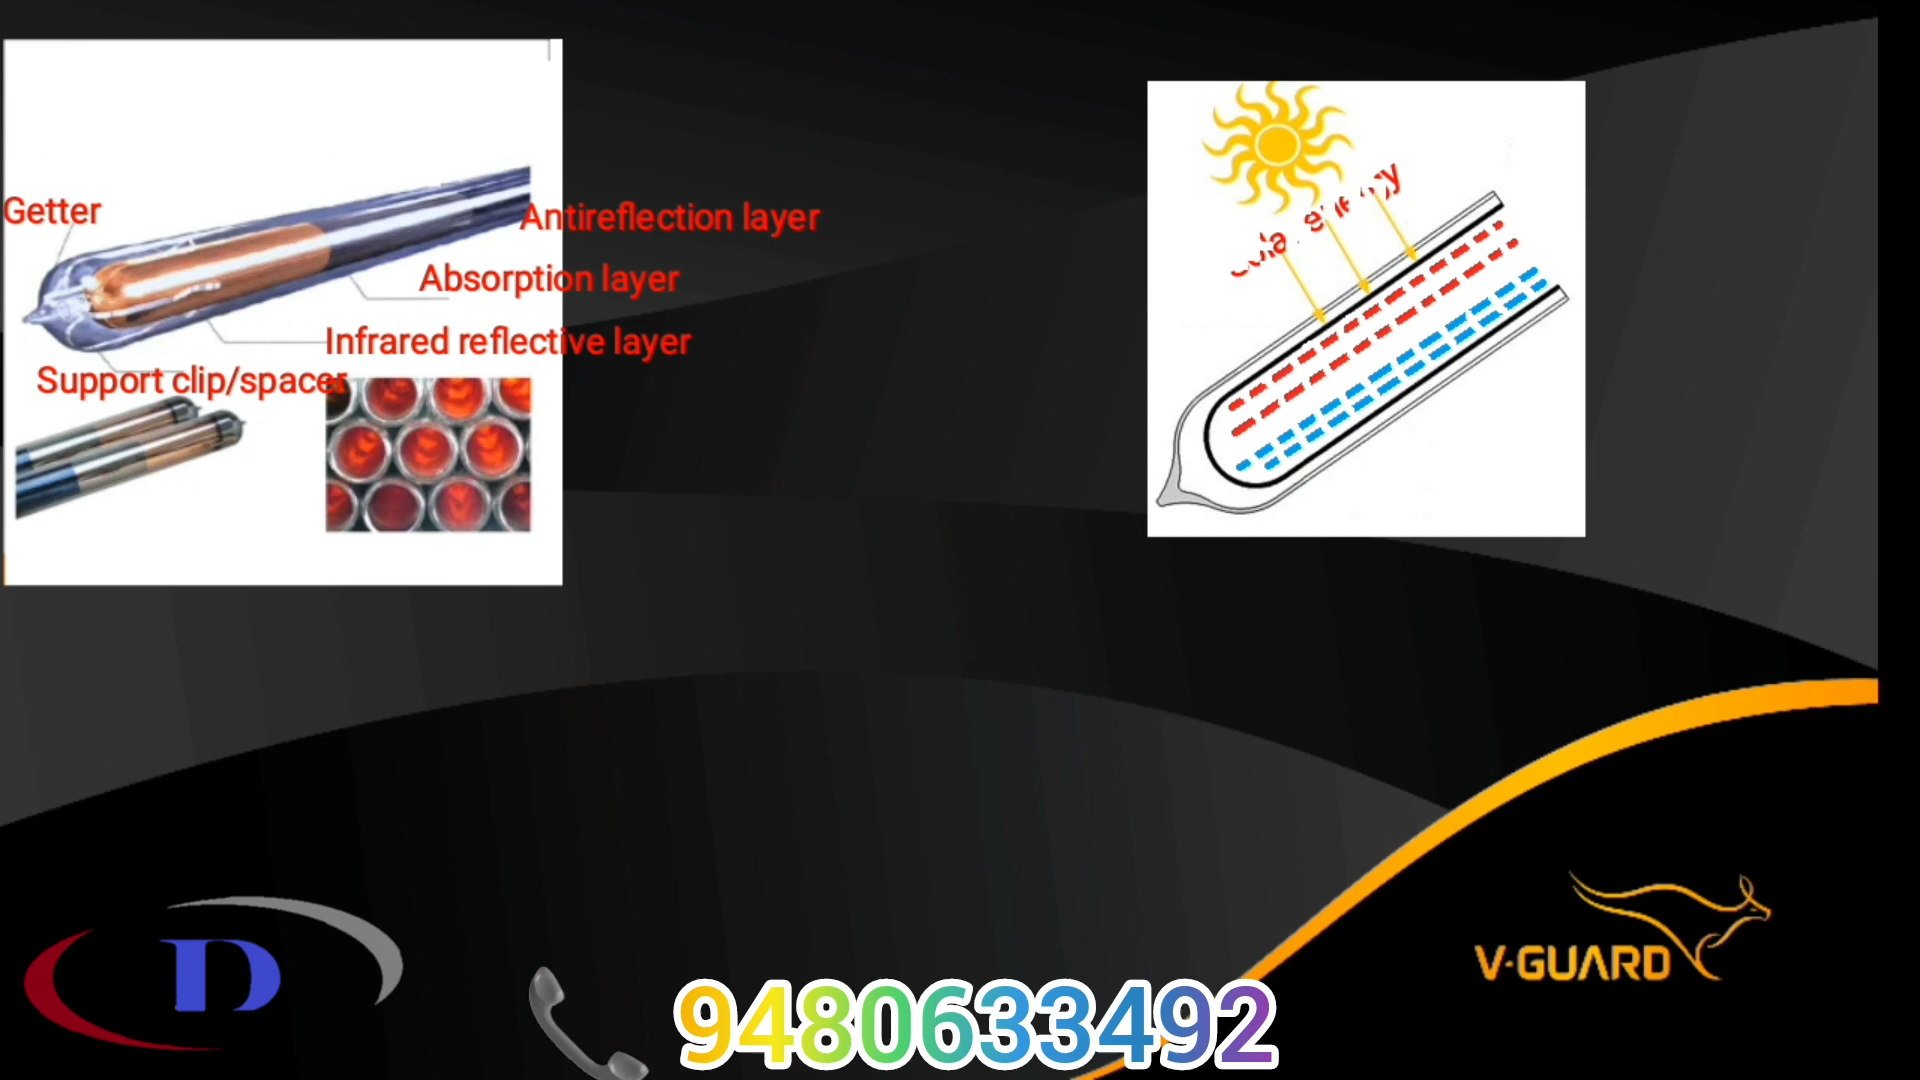 Getter
Antireflection layer
Absorption layer
Infrared reflective layer
Support clip/spacer
D
V-GUARD
9480633492